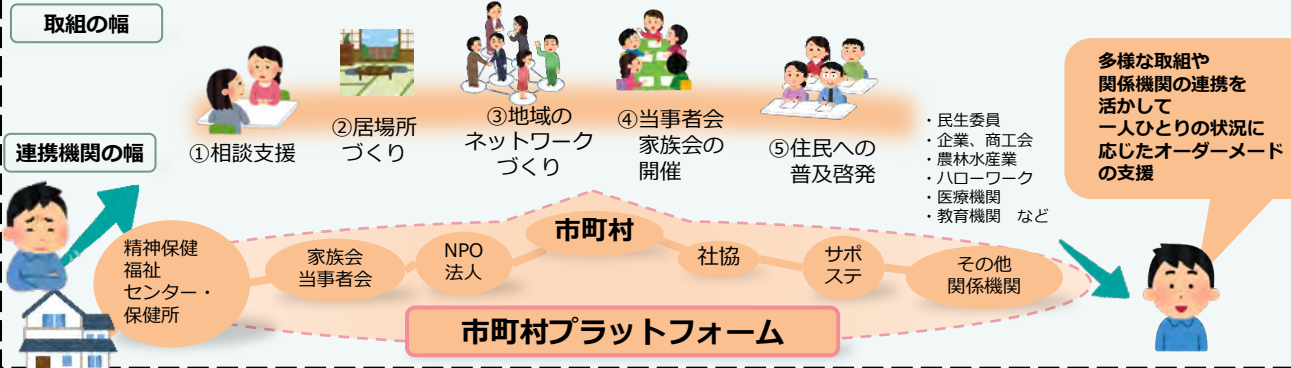 取組の幅
連携機関の幅
①相談支援
②居場所
づくり
③地域の
ネットワーク
づくり
④当事者会
家族会の
開催
⑤住民への
普及啓発
・民生委員
・企業、商工会
・農林水産業
・ハローワーク
・医療機関
・教育機関　など
多様な取組や
関係機関の連携を
活かして
一人ひとりの状況に
応じたオーダーメード
の支援
精神保健
福祉
センター・
保健所
家族会
当事者会
NPO
法人
市町村
社協
サポ
ステ
その他
関係機関
市町村プラットフォーム